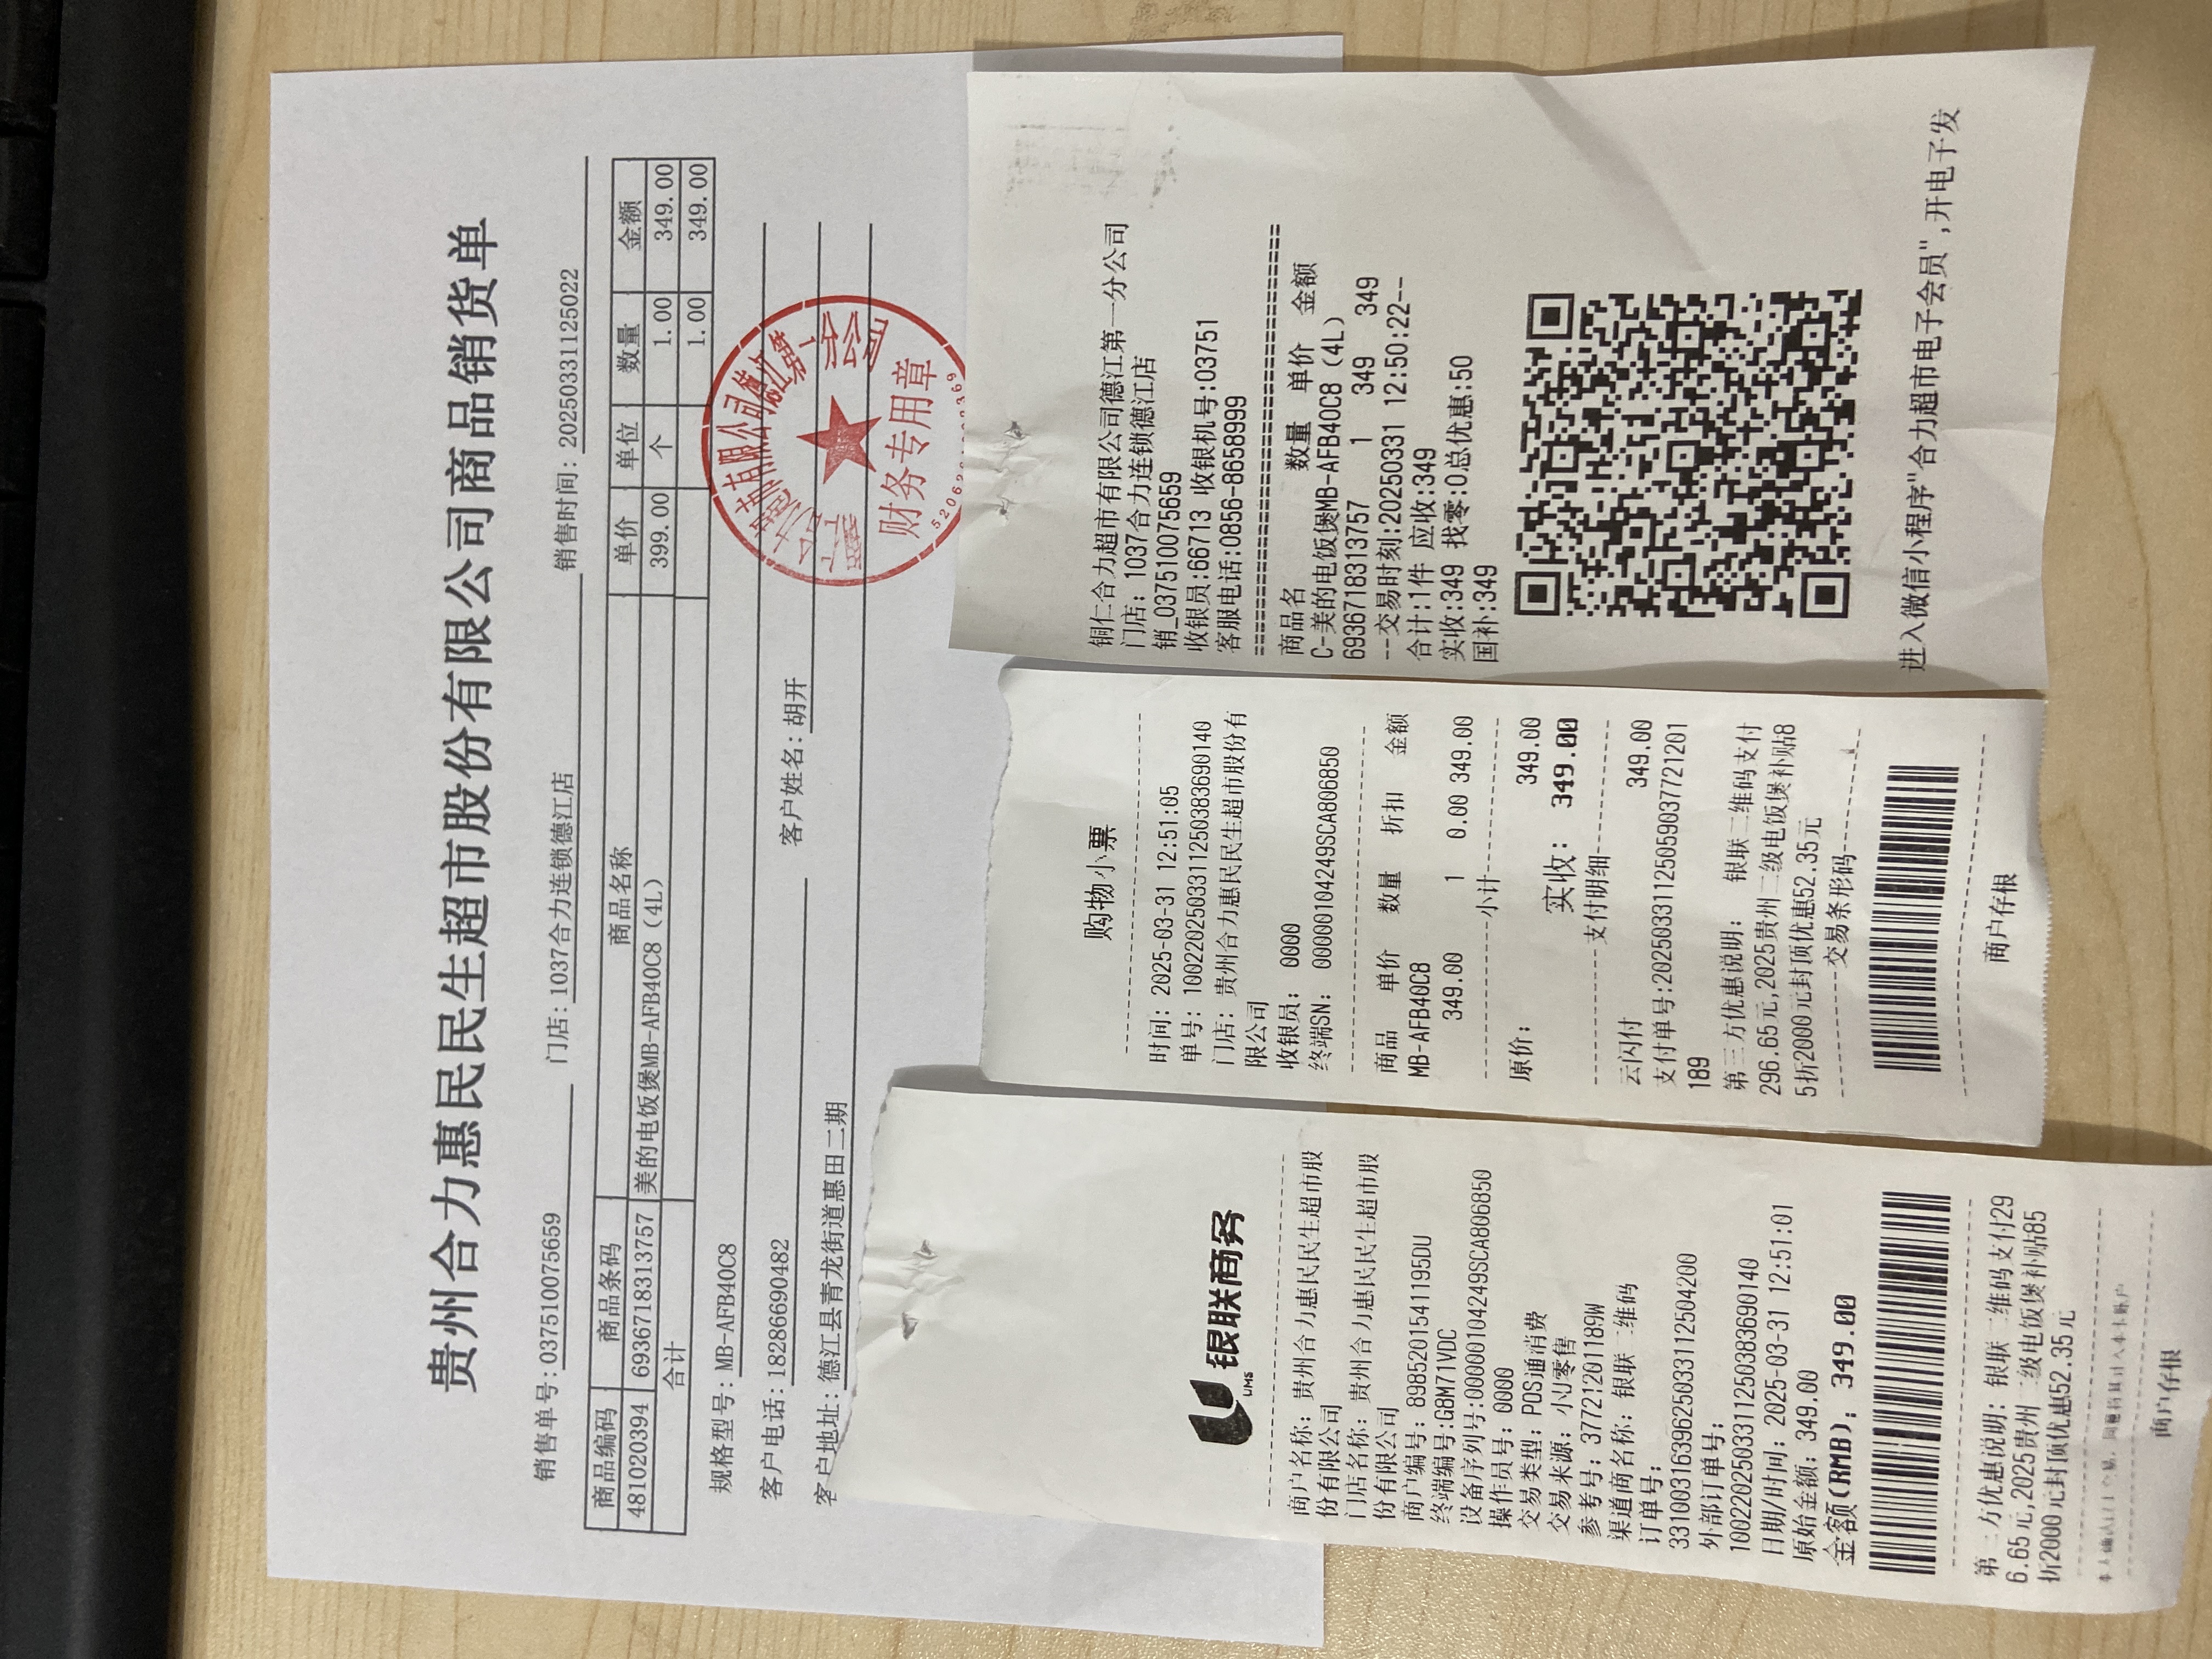 贵州合力惠民民生超市股份有限公司商品销货单
销售单号:0375100075659 门店:1037合力连锁德江店 销售时间:20250331125022
商品编码 商品条码 商品名称 单价 单位 数量 金额
481020394 6936718313757 美的电饭煲MB-AFB40C8（4L） 399.00 个 1.00 349.00
合计 1.00 349.00
规格型号:MB-AFB40C8
客户电话:18286690482 客户姓名:胡开
客户地址:德江县青龙街道惠田二期
财务专用章
银联商务
UMS
商户名称: 贵州合力惠民民生超市股
份有限公司
门店名称: 贵州合力惠民民生超市股
份有限公司
商户编号: 89852015411195DU
终端编号:G8M71VDC
设备序列号:00000104249SCA806850
操作员号: 0000
交易类型: POS通消费
交易来源: 小U零售
参考号: 37721201189W
渠道商名称: 银联二维码
订单号:
331003163962503311250420​0
外部订单号:
10022025033112503836901​40
日期/时间: 2025-03-31 12:51:01
原始金额: 349.00
金额(RMB): 349.00
第三方优惠说明: 银联二维码支付29
6.65元,2025贵州二级电饭煲补贴85
折2000元封顶优惠52.35元
商户存根
购物小票
时间: 2025-03-31 12:51:05
单号: 1002202503311250383690140
门店: 贵州合力惠民民生超市股份有
限公司
收银员: 0000
终端SN: 00000104249SCA806850
商品 单价 数量 折扣 金额
MB-AFB40C8
349.00 1 0.00 349.00
小计
原价: 349.00
实收: 349.00
支付明细
云闪付 349.00
支付单号:20250331125059037721201
189
第三方优惠说明: 银联二维码支付
296.65元,2025贵州二级电饭煲补贴8
5折2000元封顶优惠52.35元
交易条形码
商户存根
铜仁合力超市有限公司德江第一分公司
门店: 1037合力连锁德江店
销_0375100075659
收银员:66713 收银机号:03751
客服电话:0856-8658999
商品名 数量 单价 金额
C-美的电饭煲MB-AFB40C8（4L）
6936718313757 1 349 349
--交易时刻:20250331 12:50:22--
合计:1件 应收:349
实收:349 找零:0总优惠:50
国补:349
进入微信小程序"合力超市电子会员",开电子发